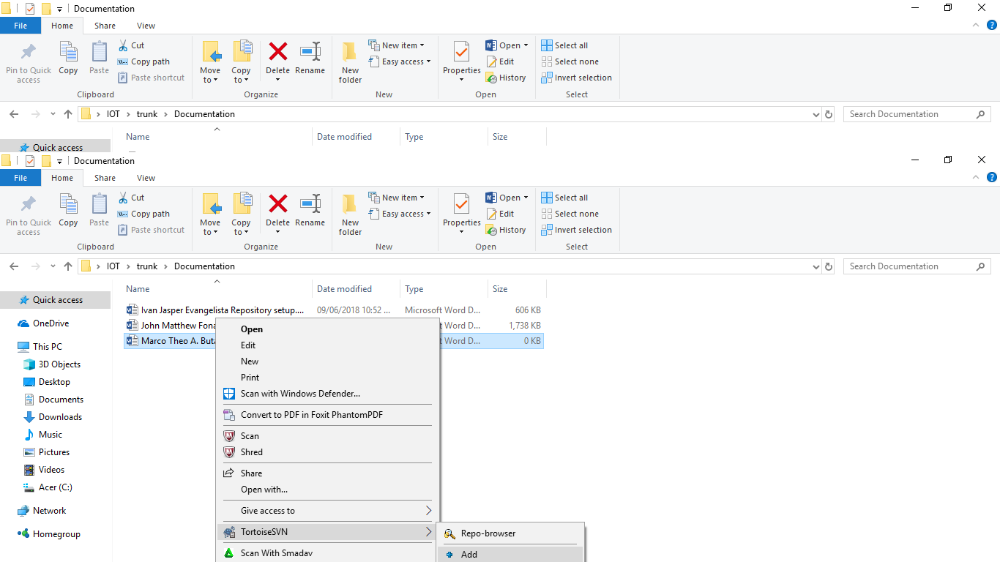 Documentation
File Home Share View
Pin to Quick access Copy Paste Cut Copy path Paste shortcut Move to Copy to Delete Rename New folder New item Easy access Properties Open Edit History Select all Select none Invert selection
Clipboard Organize New Open Select
IOT trunk Documentation Search Documentation
Name Date modified Type Size
Quick access
Documentation
File Home Share View
Pin to Quick access Copy Paste Cut Copy path Paste shortcut Move to Copy to Delete Rename New folder New item Easy access Properties Open Edit History Select all Select none Invert selection
Clipboard Organize New Open Select
IOT trunk Documentation Search Documentation
Name Date modified Type Size
Quick access
OneDrive
This PC
3D Objects
Desktop
Documents
Downloads
Music
Pictures
Videos
Acer (C:)
Network
Homegroup
Ivan Jasper Evangelista Repository setup.... 09/06/2018 10:52 ... Microsoft Word D... 606 KB
John Matthew Fona t Word D... 1,738 KB
Marco Theo A. Buta t Word D... 0 KB
Open
Edit
New
Print
Scan with Windows Defender...
Convert to PDF in Foxit PhantomPDF
Scan
Shred
Share
Open with...
Give access to
TortoiseSVN
Scan With Smadav
Repo-browser
Add